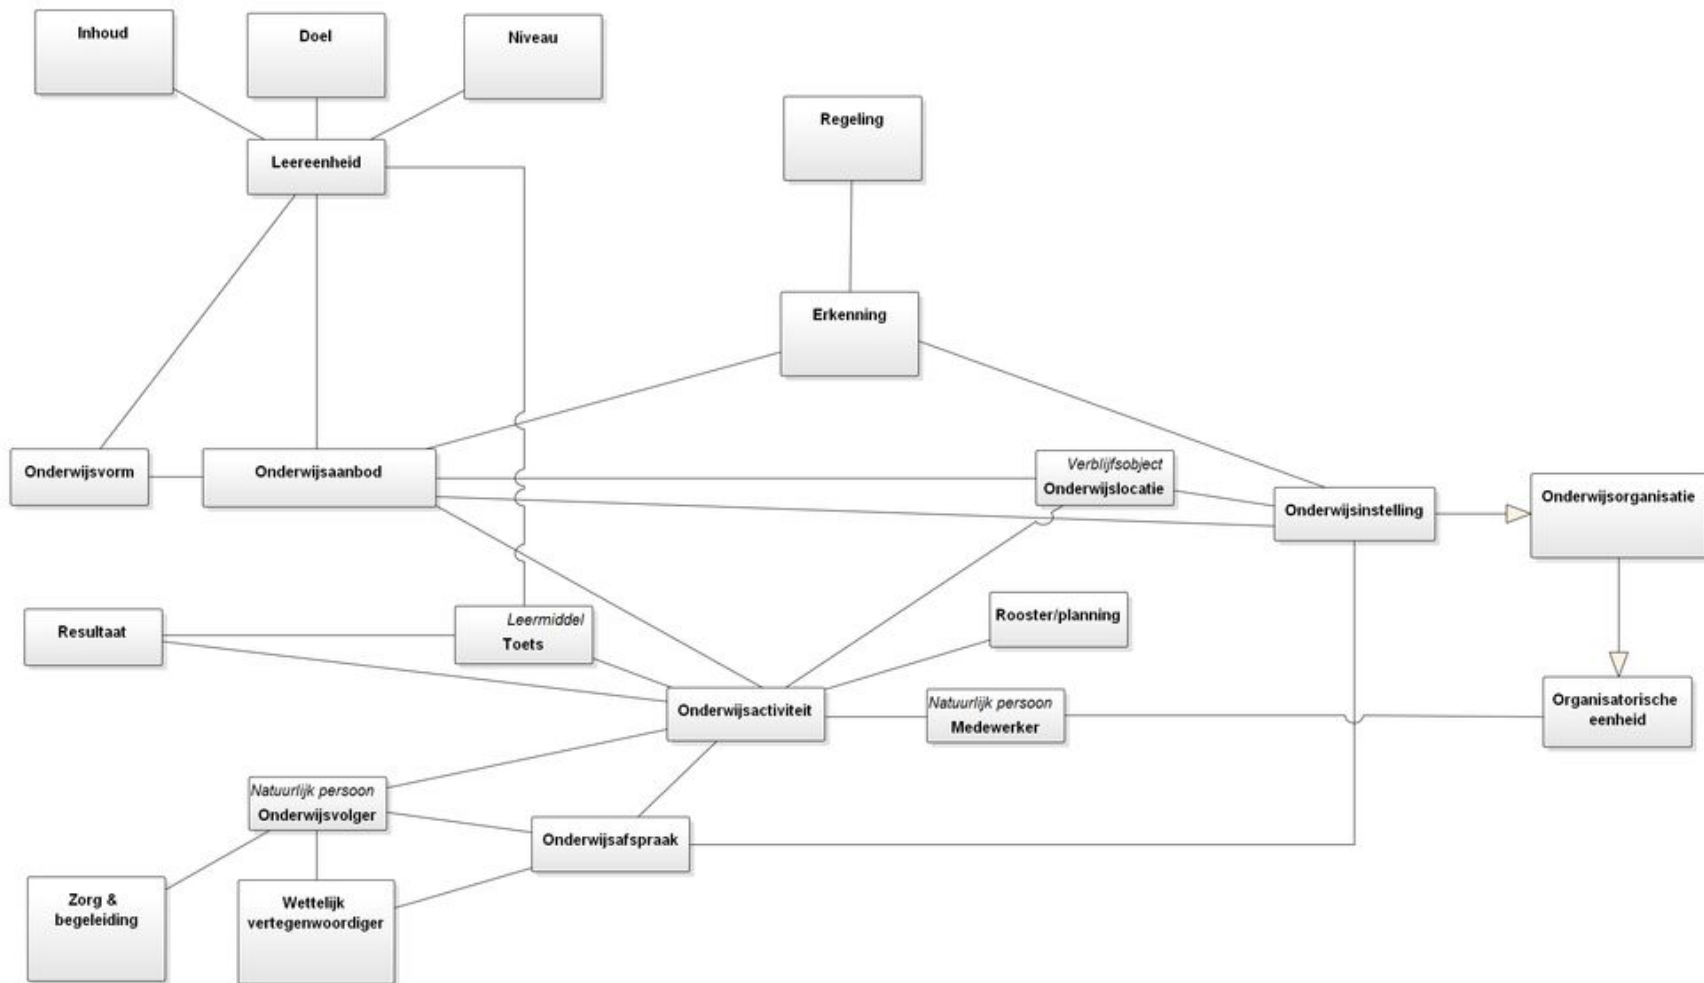 Inhoud
Doel
Niveau
Regeling
Leereenheid
Erkenning
Onderwijsvorm
Onderwijsaanbod
Verblijfsobject
Onderwijslocatie
Onderwijsinstelling
Onderwijsorganisatie
Resultaat
Leermiddel
Toets
Rooster/planning
Onderwijsactiviteit
Natuurlijk persoon
Medewerker
Organisatorische
eenheid
Natuurlijk persoon
Onderwijsvolger
Onderwijsafspraak
Zorg &
begeleiding
Wettelijk
vertegenwoordiger